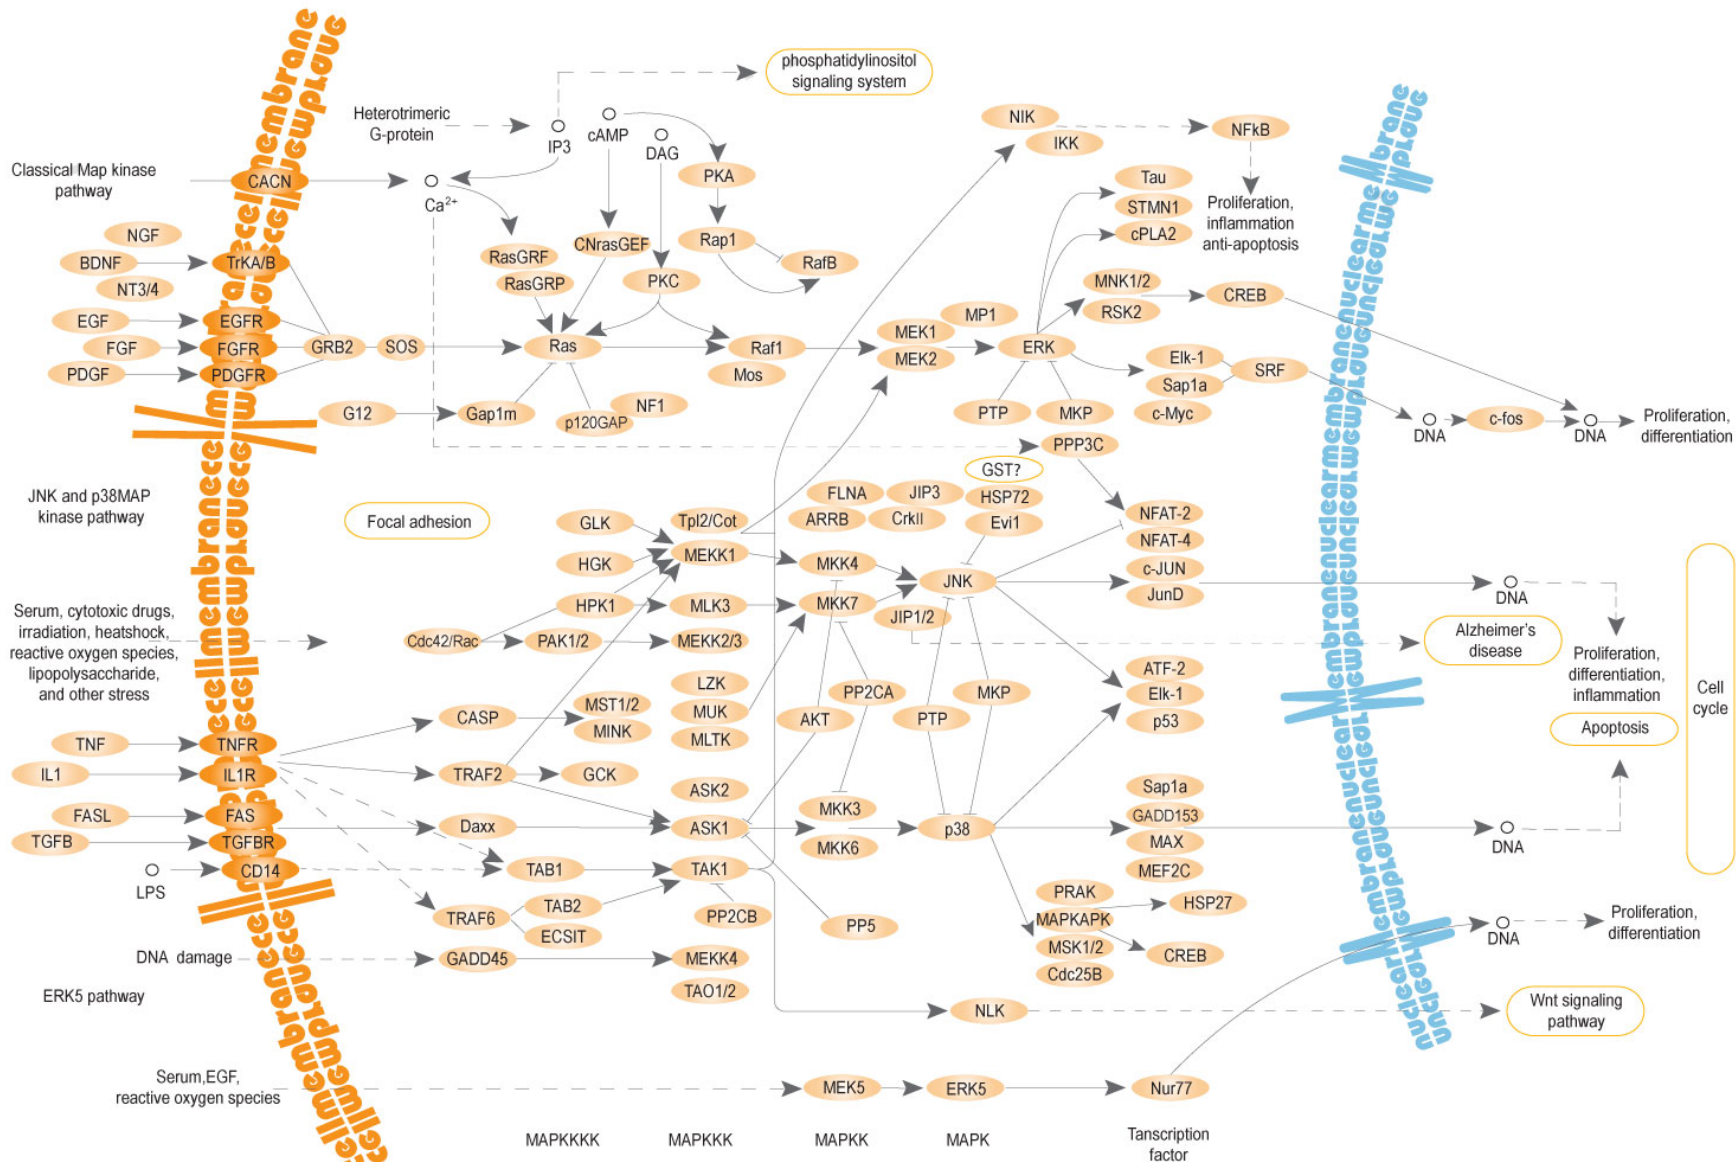 phosphatidylinositol
signaling system
Heterotrimeric
G-protein
IP3
cAMP
DAG
NIK
IKK
NFkB
Classical Map kinase
pathway
CACN
Ca2+
PKA
Tau
STMN1
cPLA2
Proliferation,
inflammation
anti-apoptosis
NGF
BDNF
TrKA/B
NT3/4
RasGRF
RasGRP
CNrasGEF
Rap1
RafB
PKC
MNK1/2
RSK2
CREB
EGF
EGFR
FGF
FGFR
PDGF
PDGFR
GRB2
SOS
Ras
Raf1
Mos
MEK1
MEK2
MP1
ERK
Elk-1
Sap1a
c-Myc
SRF
G12
Gap1m
p120GAP
NF1
PTP
MKP
PPP3C
DNA
c-fos
DNA
Proliferation,
differentiation
JNK and p38MAP
kinase pathway
Focal adhesion
GLK
HGK
HPK1
Tpl2/Cot
MEKK1
FLNA
ARRB
JIP3
CrkII
GST?
HSP72
Evi1
NFAT-2
NFAT-4
c-JUN
JunD
MKK4
MKK7
JNK
JIP1/2
DNA
Serum, cytotoxic drugs,
irradiation, heatshock,
reactive oxygen species,
lipopolysaccharide,
and other stress
Cdc42/Rac
PAK1/2
MLK3
MEKK2/3
Alzheimer's
disease
Proliferation,
differentiation,
inflammation
Cell
cycle
LZK
MUK
MLTK
AKT
PP2CA
PTP
MKP
ATF-2
Elk-1
p53
Apoptosis
CASP
MST1/2
MINK
TNF
TNFR
IL1
IL1R
TRAF2
GCK
ASK2
FASL
FAS
TGFB
TGFBR
Daxx
ASK1
MKK3
MKK6
p38
Sap1a
GADD153
MAX
MEF2C
DNA
LPS
CD14
TAB1
TAK1
TRAF6
TAB2
ECSIT
PP2CB
PP5
PRAK
MAPKAPK
MSK1/2
Cdc25B
HSP27
CREB
DNA
Proliferation,
differentiation
DNA damage
GADD45
MEKK4
TAO1/2
ERK5 pathway
NLK
Wnt signaling
pathway
Serum,EGF,
reactive oxygen species
MEK5
ERK5
Nur77
MAPKKKK
MAPKKK
MAPKK
MAPK
Tanscription
factor